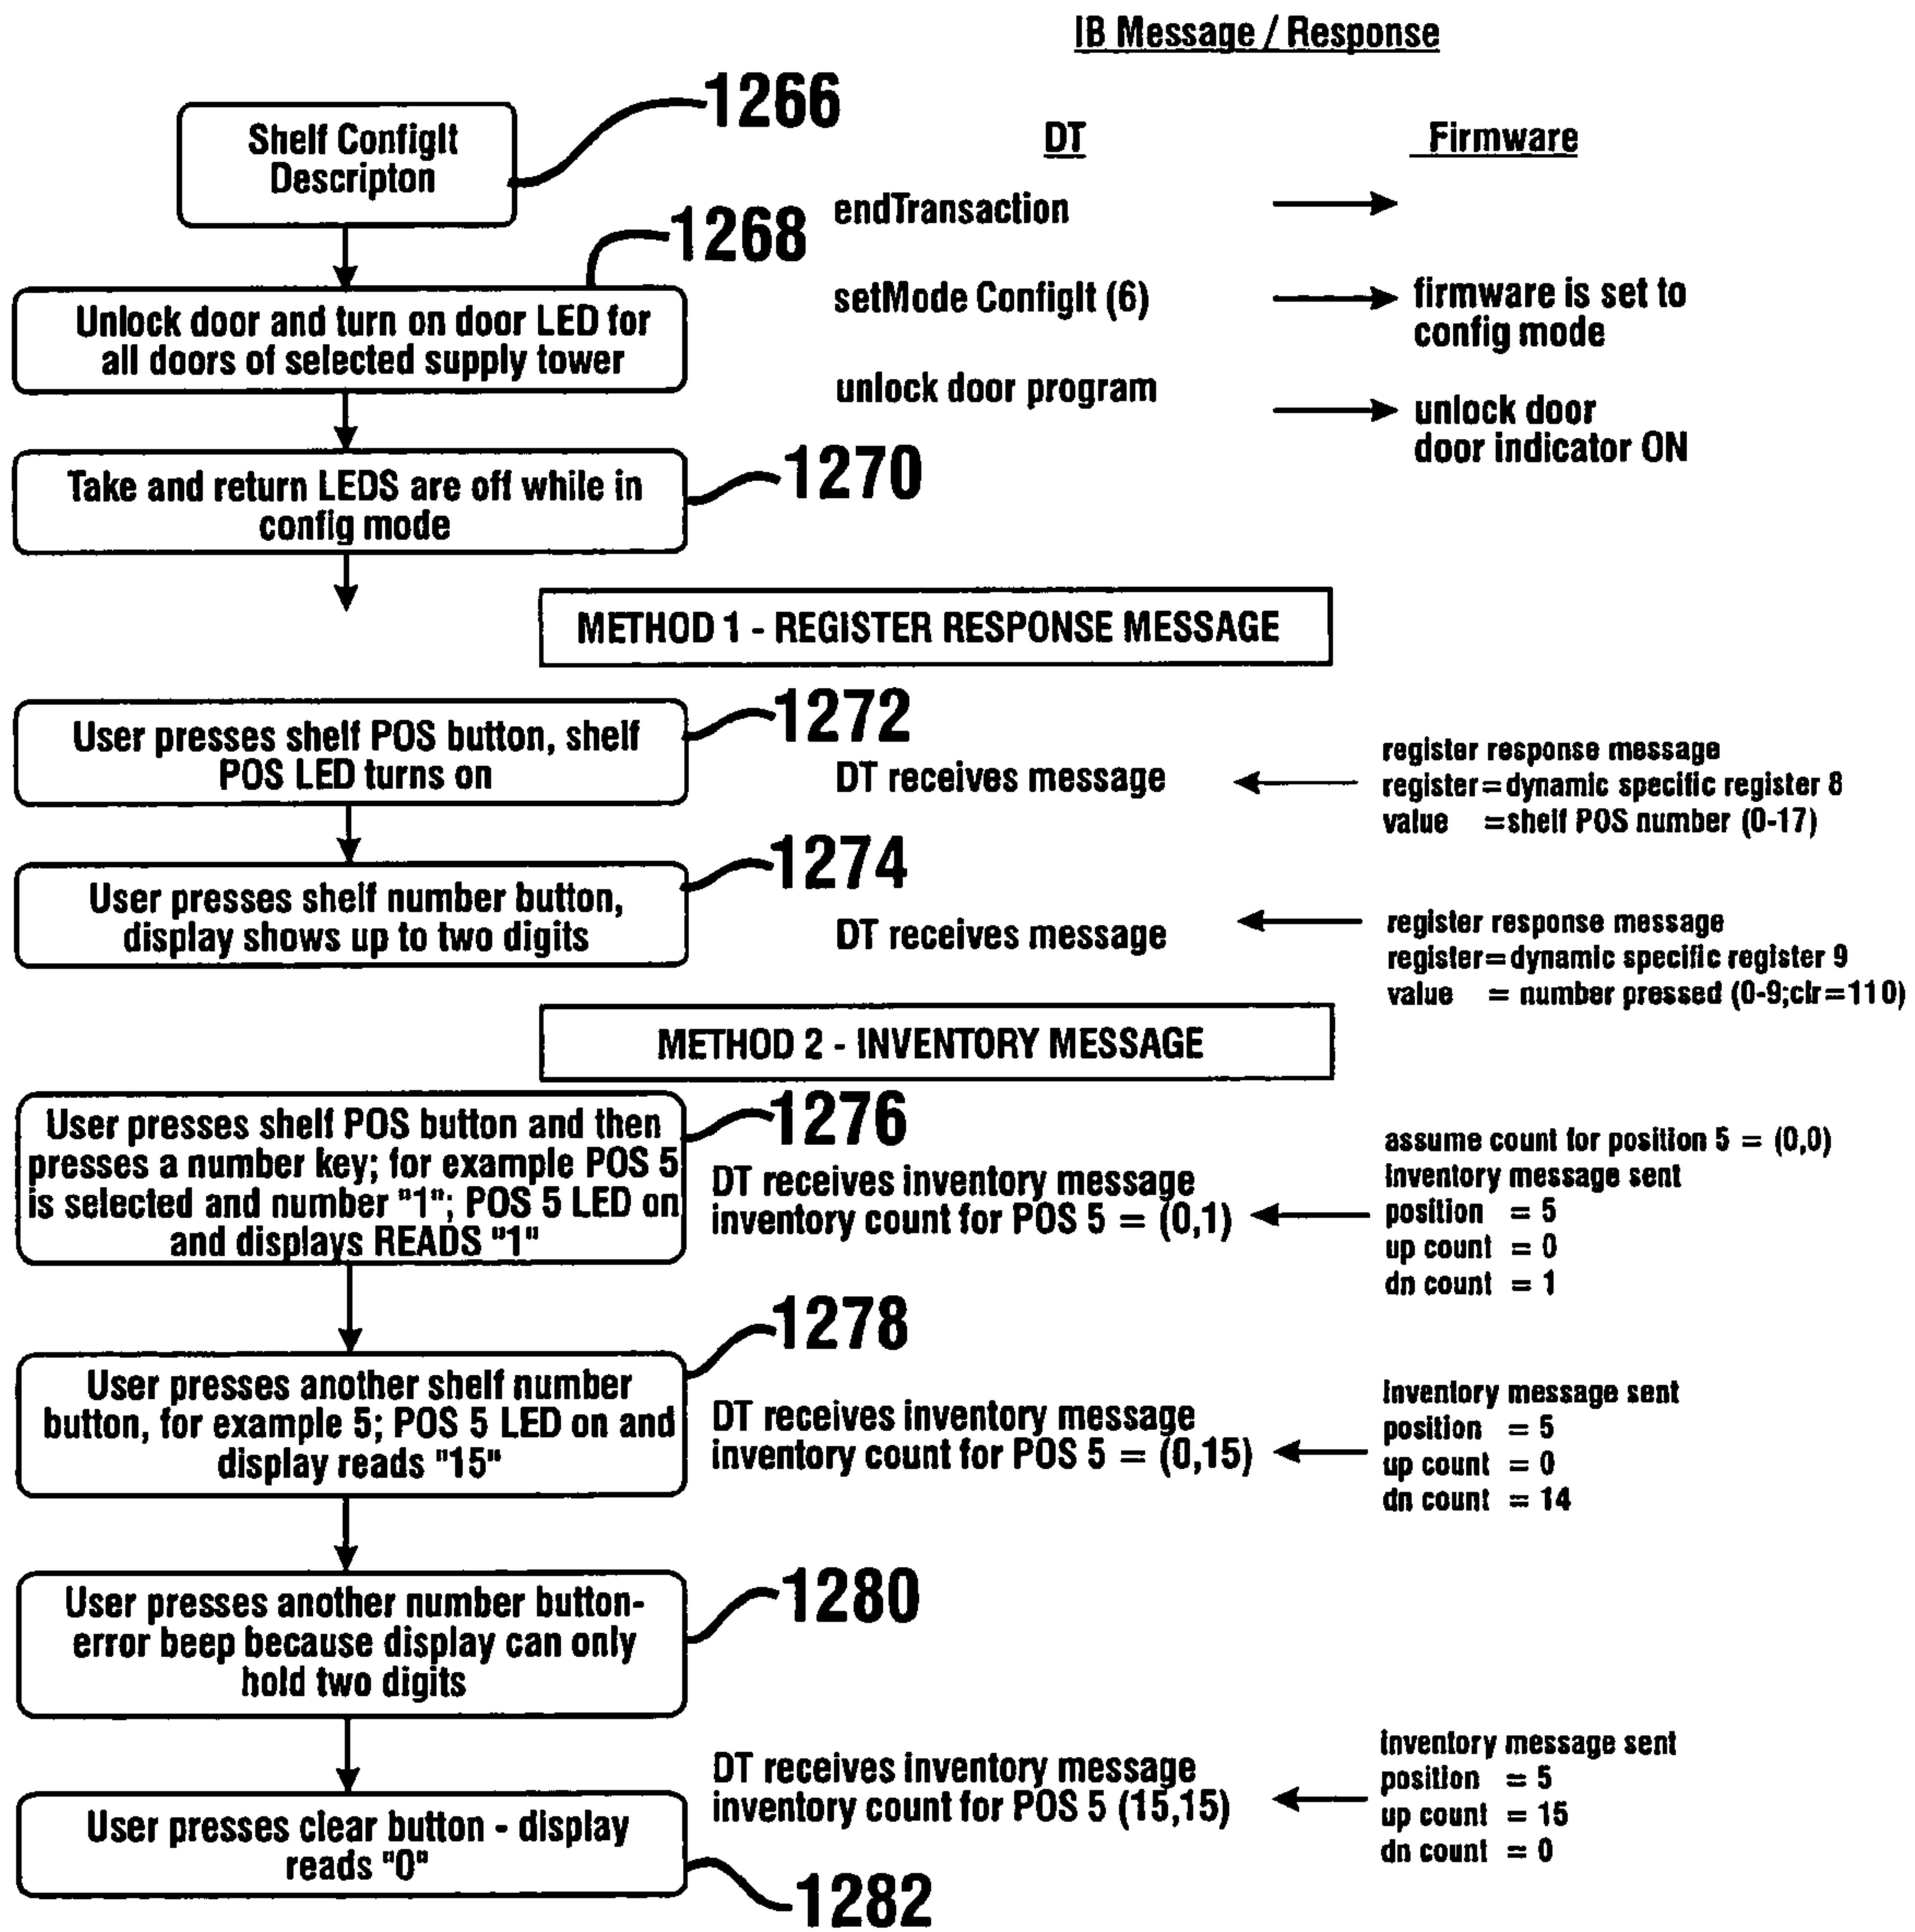 IB Message / Response
1266
Shelf ConfigIt
Descripton
DT
Firmware
endTransaction
1268
Unlock door and turn on door LED for
all doors of selected supply tower
setMode ConfigIt (6)
firmware is set to
config mode
unlock door program
unlock door
door indicator ON
1270
Take and return LEDS are off while in
config mode
METHOD 1 - REGISTER RESPONSE MESSAGE
1272
User presses shelf POS button, shelf
POS LED turns on
DT receives message
register response message
register=dynamic specific register 8
value =shelf POS number (0-17)
1274
User presses shelf number button,
display shows up to two digits
DT receives message
register response message
register=dynamic specific register 9
value = number pressed (0-9;clr=110)
METHOD 2 - INVENTORY MESSAGE
1276
User presses shelf POS button and then
presses a number key; for example POS 5
is selected and number "1"; POS 5 LED on
and displays READS "1"
DT receives inventory message
inventory count for POS 5 = (0,1)
assume count for position 5 = (0,0)
inventory message sent
position = 5
up count = 0
dn count = 1
1278
User presses another shelf number
button, for example 5; POS 5 LED on and
display reads "15"
DT receives inventory message
inventory count for POS 5 = (0,15)
inventory message sent
position = 5
up count = 0
dn count = 14
1280
User presses another number button-
error beep because display can only
hold two digits
DT receives inventory message
inventory count for POS 5 (15,15)
inventory message sent
position = 5
up count = 15
dn count = 0
User presses clear button - display
reads "0"
1282